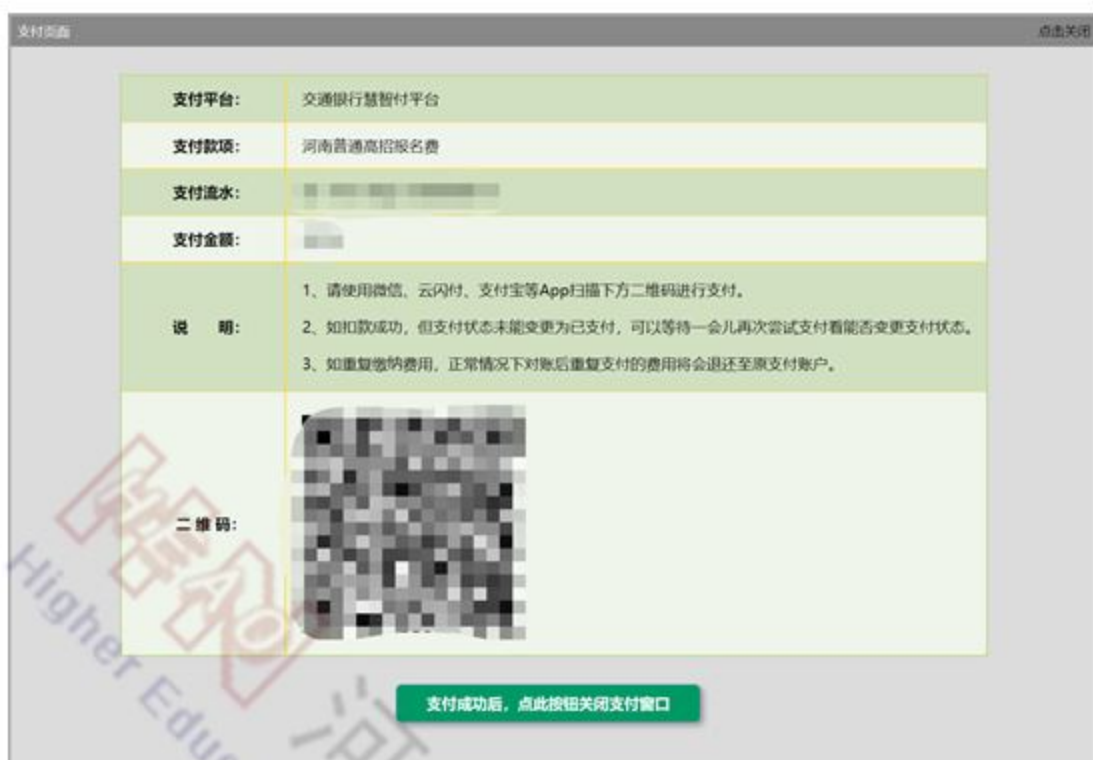 支付页面
点击关闭
支付平台： 交通银行慧智付平台
支付款项： 河南普通高招报名费
支付流水：
支付金额：
说 明：
1、请使用微信、云闪付、支付宝等App扫描下方二维码进行支付。
2、如扣款成功，但支付状态未能变更为已支付，可以等待一会儿再次尝试支付看能否变更支付状态。
3、如重复缴纳费用，正常情况下对账后重复支付的费用将会退还至原支付账户。
二 维 码：
支付成功后，点此按钮关闭支付窗口
HEAO
Higher Educ
河